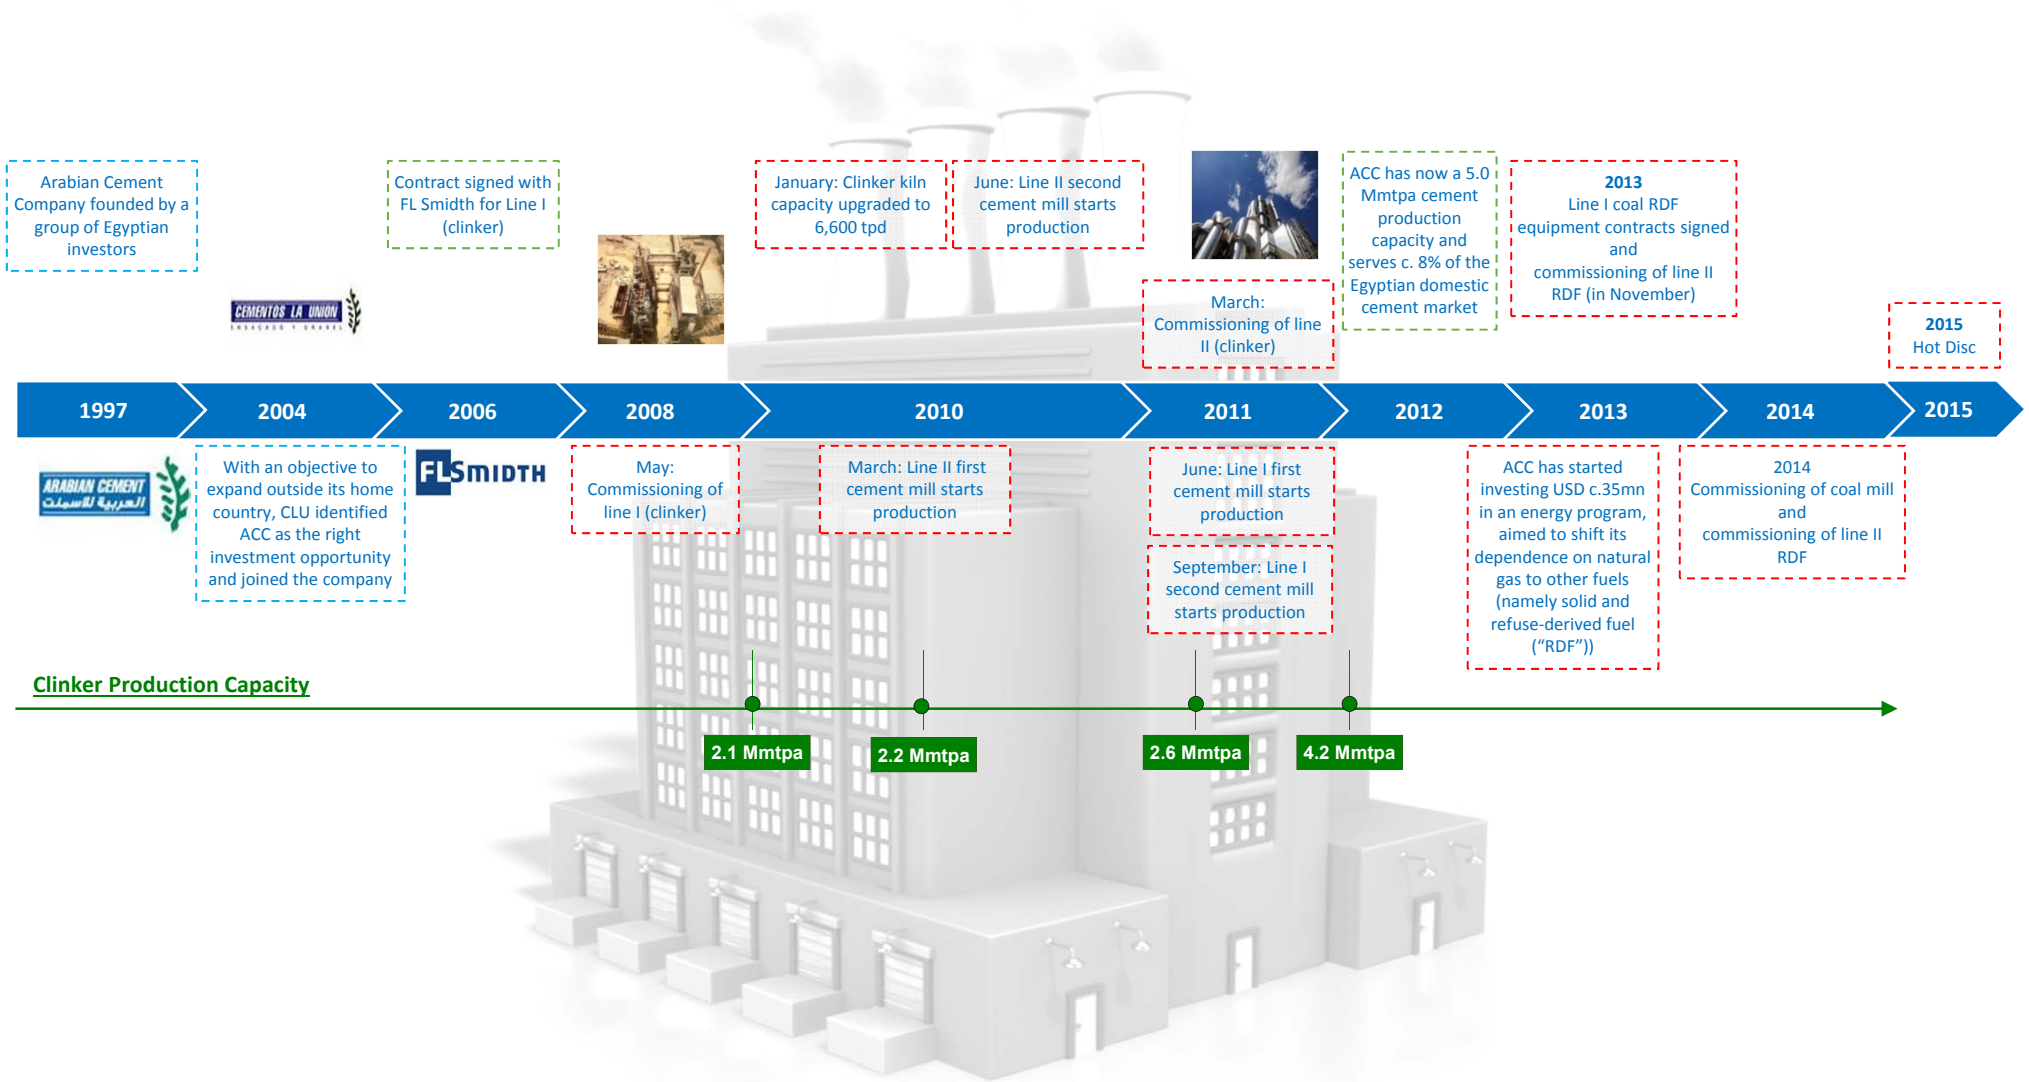 Arabian Cement
Company founded by a
group of Egyptian
investors
CEMENTOS LA UNION
ENSACADO Y GRANEL
Contract signed with
FL Smidth for Line I
(clinker)
January: Clinker kiln
capacity upgraded to
6,600 tpd
June: Line II second
cement mill starts
production
March:
Commissioning of line
II (clinker)
ACC has now a 5.0
Mmtpa cement
production
capacity and
serves c. 8% of the
Egyptian domestic
cement market
2013
Line I coal RDF
equipment contracts signed
and
commissioning of line II
RDF (in November)
2015
Hot Disc
1997
2004
2006
2008
2010
2011
2012
2013
2014
2015
ARABIAN CEMENT
العربية للأسمنت
With an objective to
expand outside its home
country, CLU identified
ACC as the right
investment opportunity
and joined the company
FLSMIDTH
May:
Commissioning of
line I (clinker)
March: Line II first
cement mill starts
production
June: Line I first
cement mill starts
production
September: Line I
second cement mill
starts production
ACC has started
investing USD c.35mn
in an energy program,
aimed to shift its
dependence on natural
gas to other fuels
(namely solid and
refuse-derived fuel
(“RDF”))
2014
Commissioning of coal mill
and
commissioning of line II
RDF
Clinker Production Capacity
2.1 Mmtpa
2.2 Mmtpa
2.6 Mmtpa
4.2 Mmtpa